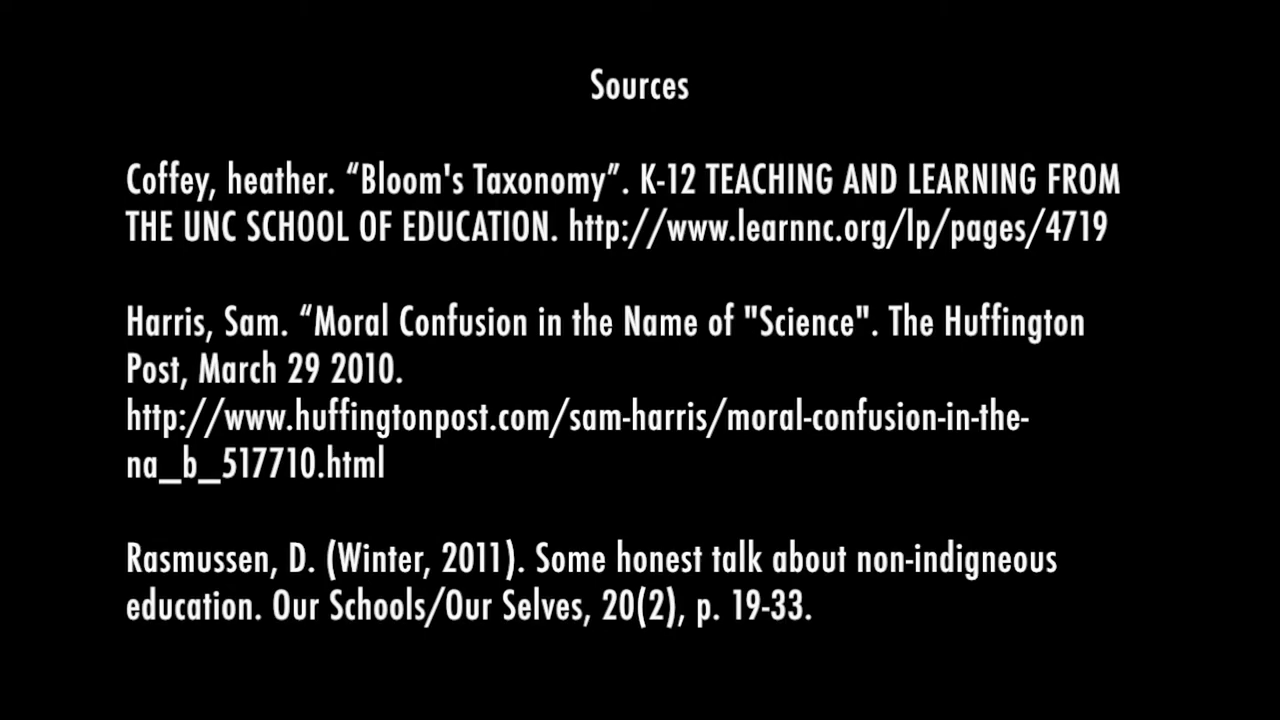 Sources
Coffey, heather. “Bloom's Taxonomy”. K-12 TEACHING AND LEARNING FROM
THE UNC SCHOOL OF EDUCATION. http://www.learnnc.org/lp/pages/4719
Harris, Sam. “Moral Confusion in the Name of "Science". The Huffington
Post, March 29 2010.
http://www.huffingtonpost.com/sam-harris/moral-confusion-in-the-
na_b_517710.html
Rasmussen, D. (Winter, 2011). Some honest talk about non-indigneous
education. Our Schools/Our Selves, 20(2), p. 19-33.